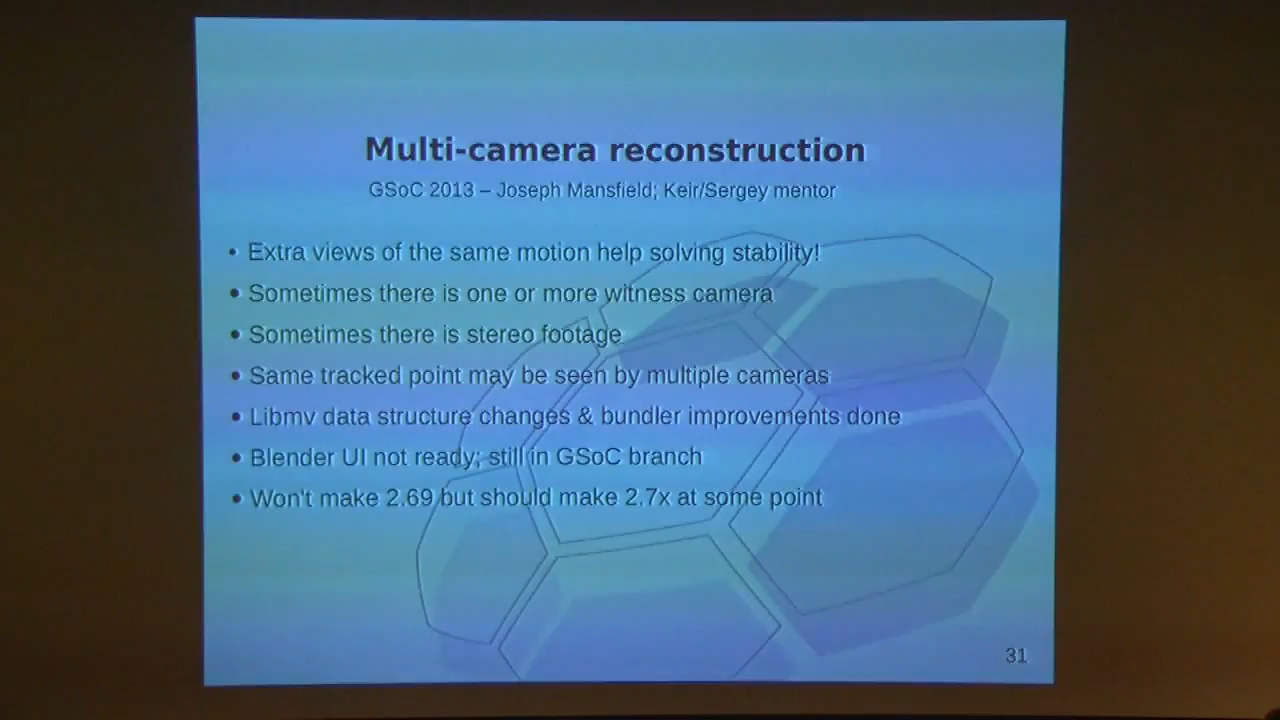 Multi-camera reconstruction
GSoC 2013 – Joseph Mansfield; Keir/Sergey mentor
• Extra views of the same motion help solving stability!
• Sometimes there is one or more witness camera
• Sometimes there is stereo footage
• Same tracked point may be seen by multiple cameras
• Libmv data structure changes & bundler improvements done
• Blender UI not ready; still in GSoC branch
• Won't make 2.69 but should make 2.7x at some point
31